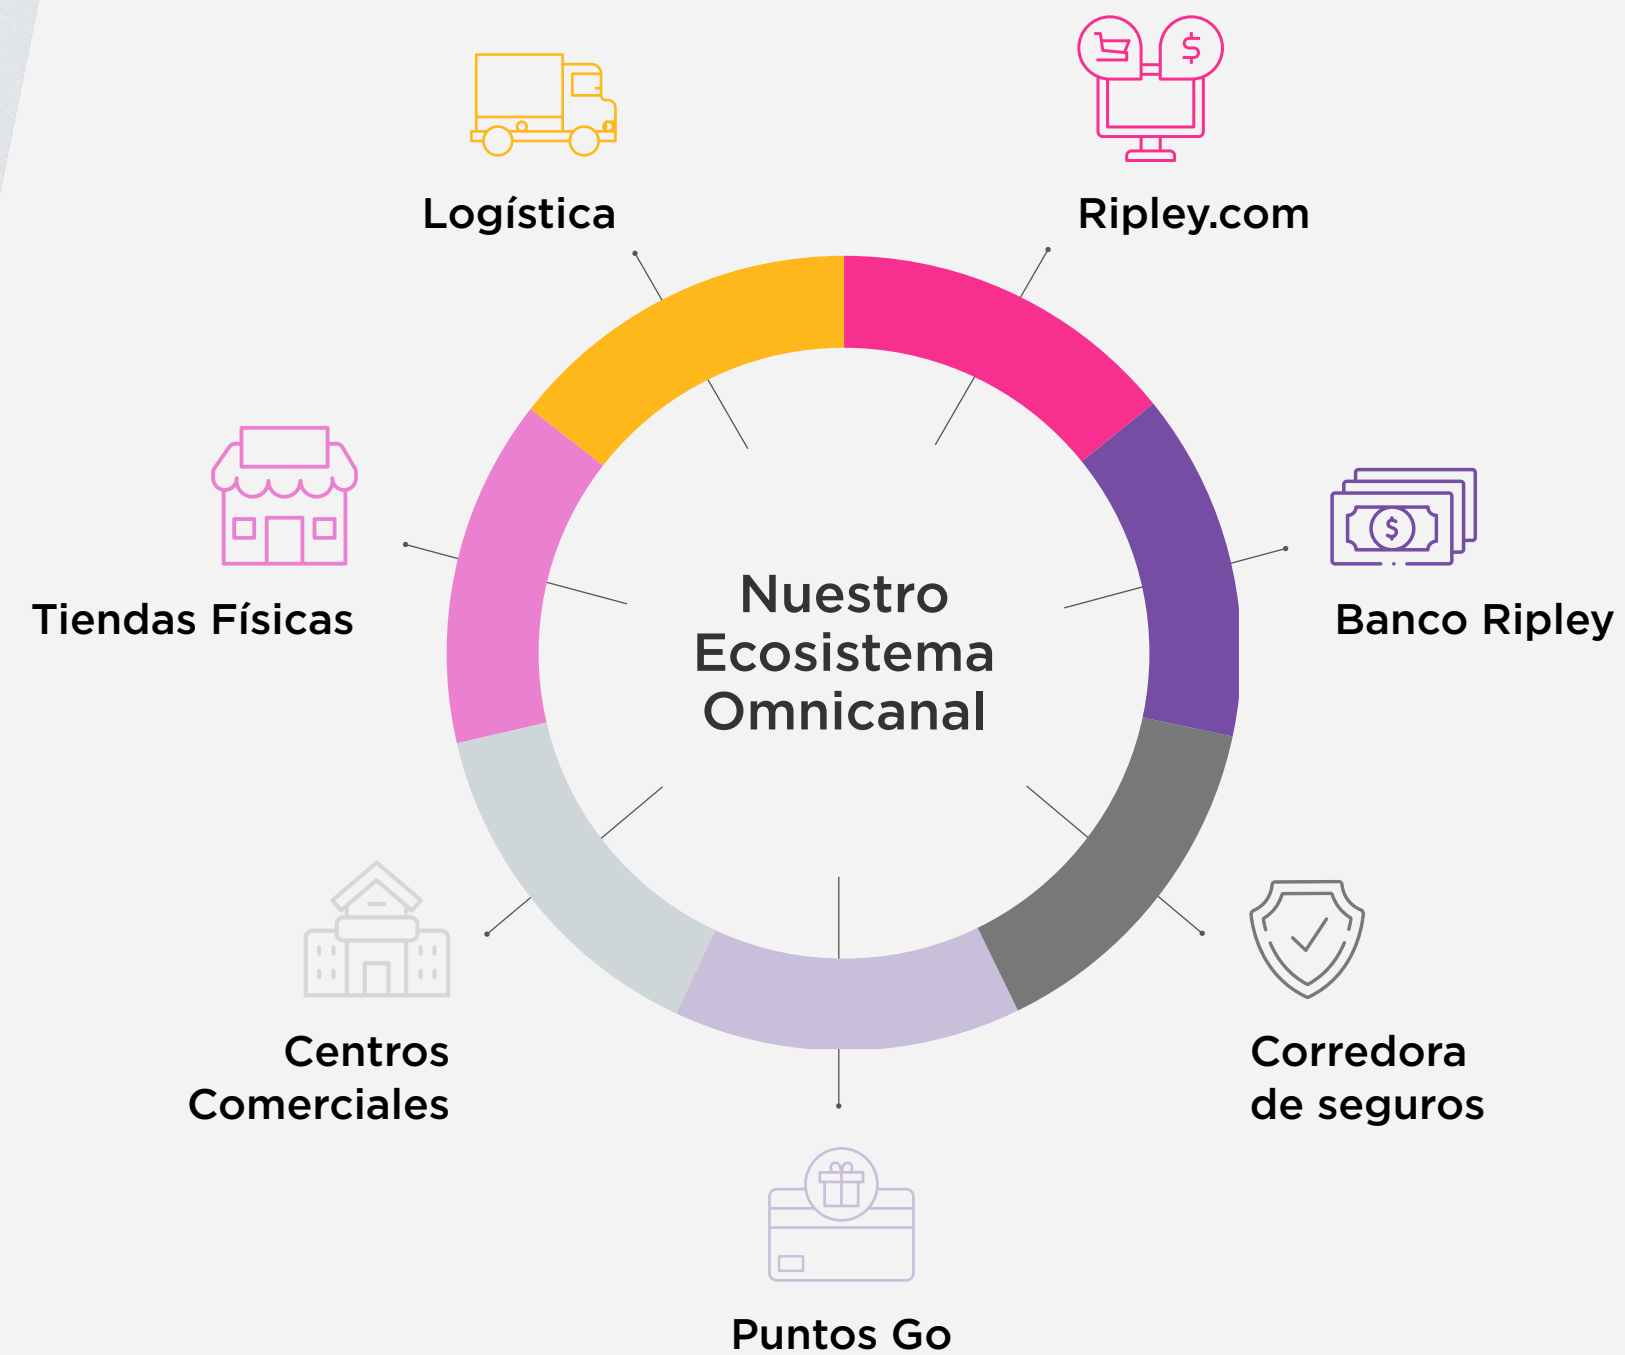 Logística
Ripley.com
Tiendas Físicas
Nuestro
Ecosistema
Omnicanal
Banco Ripley
Centros
Comerciales
Corredora
de seguros
Puntos Go